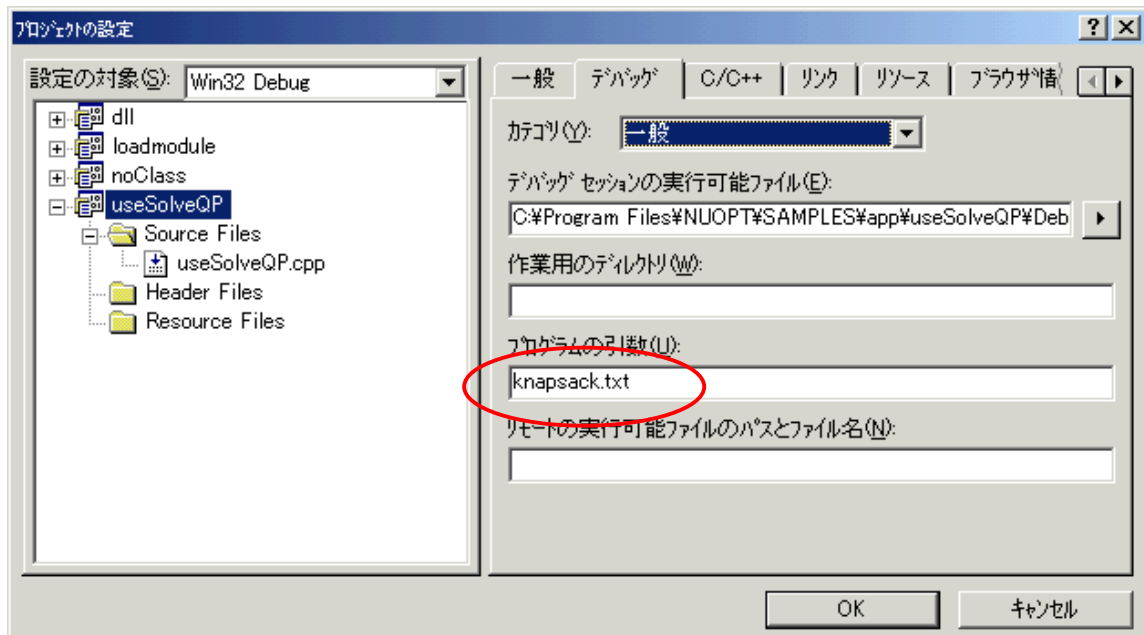 ﾌﾟﾛｼﾞｪｸﾄの設定
設定の対象(S):
Win32 Debug
dll
loadmodule
noClass
useSolveQP
Source Files
useSolveQP.cpp
Header Files
Resource Files
一般 ﾃﾞﾊﾞｯｸﾞ C/C++ ﾘﾝｸ ﾘｿｰｽ ﾌﾞﾗｳｻﾞ情
ｶﾃｺﾞﾘ(Y):
一般
ﾃﾞﾊﾞｯｸﾞ ｾｯｼｮﾝの実行可能ﾌｧｲﾙ(E):
C:¥Program Files¥NUOPT¥SAMPLES¥app¥useSolveQP¥Deb
作業用のﾃﾞｨﾚｸﾄﾘ(W):
ﾌﾟﾛｸﾞﾗﾑの引数(U):
knapsack.txt
ﾘﾓｰﾄの実行可能ﾌｧｲﾙのﾊﾟｽとﾌｧｲﾙ名(N):
OK
ｷｬﾝｾﾙ